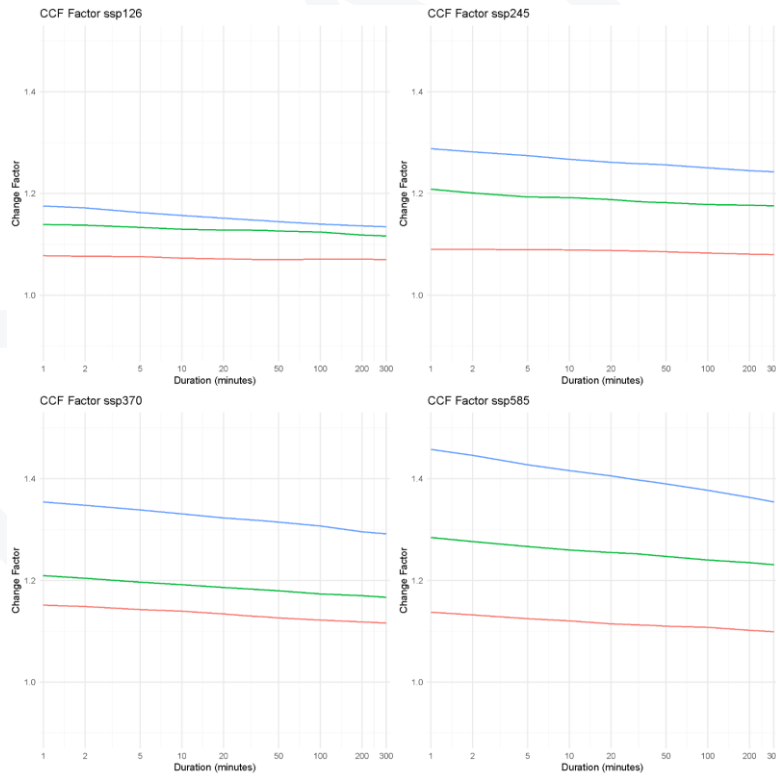 CCF Factor ssp126
1.4
1.2
1.0
Change Factor
1 2 5 10 20 50 100 200 300
Duration (minutes)
CCF Factor ssp245
1.4
1.2
1.0
Change Factor
1 2 5 10 20 50 100 200 30
Duration (minutes)
CCF Factor ssp370
1.4
1.2
1.0
Change Factor
1 2 5 10 20 50 100 200 300
Duration (minutes)
CCF Factor ssp585
1.4
1.2
1.0
Change Factor
1 2 5 10 20 50 100 200 30
Duration (minutes)